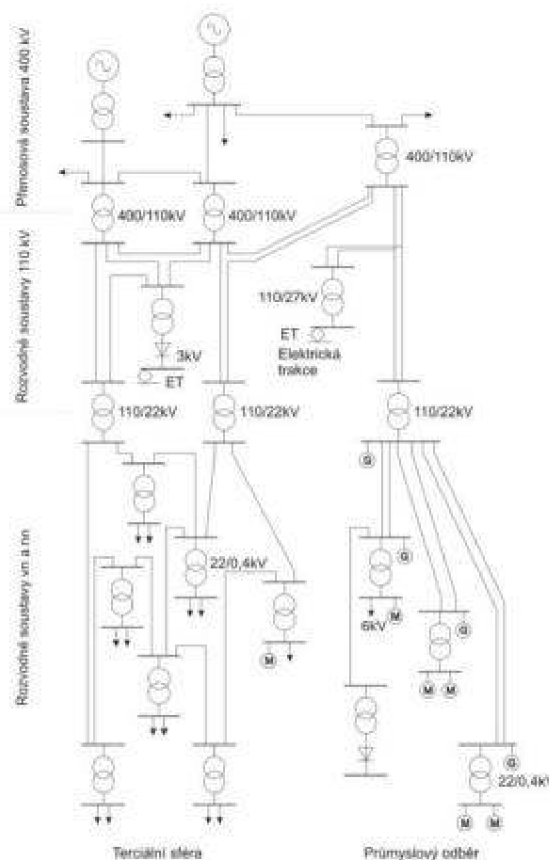 Přenosová soustava 400 kV
400/110kV
400/110kV
400/110kV
Rozvodné soustavy 110 kV
110/27kV
3kV
ET
ET
Elektrická
trakce
110/22kV
110/22kV
110/22kV
Rozvodné soustavy vn a nn
G
22/0,4kV
G
6kV
M
G
M
M
M
G
22/0,4kV
M
M
Terciální sféra
Průmyslový odběr